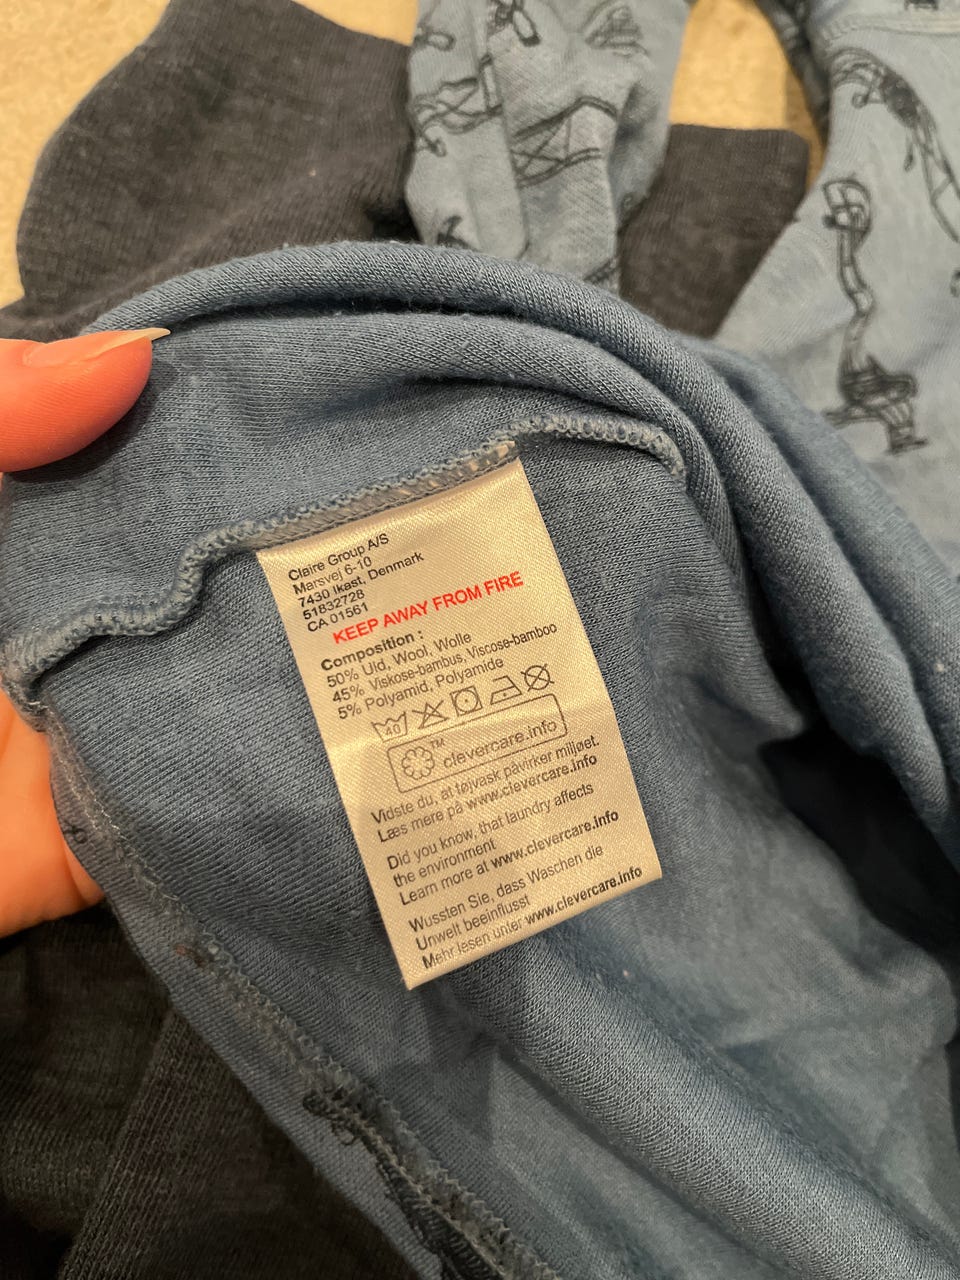 Claire Group A/S
Marsvej 6-10
7430 Ikast, Denmark
51832728
CA 01561
KEEP AWAY FROM FIRE
Composition :
50% Uld, Wool, Wolle
45% Viskose-bambus, Viscose-bamboo
5% Polyamid, Polyamide
40
TM clevercare.info
Vidste du, at tøjvask påvirker miljøet.
Læs mere på www.clevercare.info
Did you know, that laundry affects
the environment
Learn more at www.clevercare.info
Wussten Sie, dass Waschen die
Umwelt beeinflusst
Mehr lesen unter www.clevercare.info